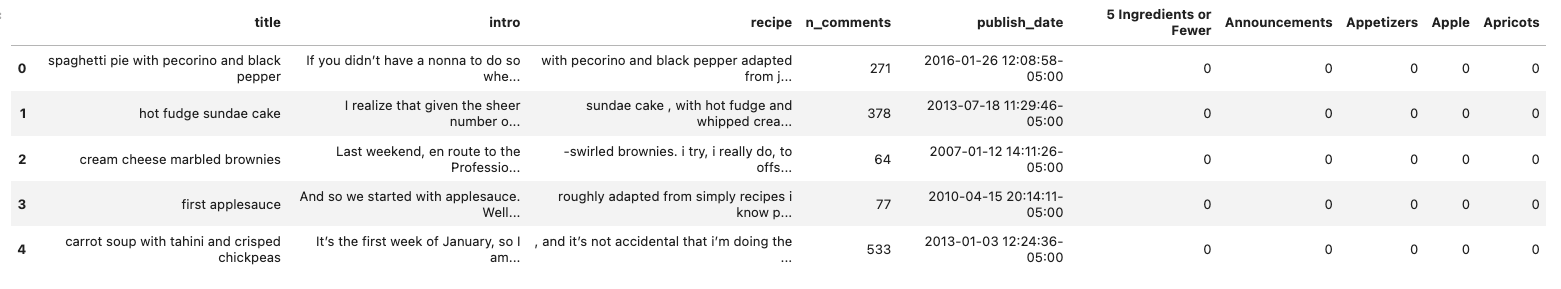 title intro recipe n_comments publish_date 5 Ingredients or Fewer Announcements Appetizers Apple Apricots
0 spaghetti pie with pecorino and black pepper If you didn’t have a nonna to do so whe... with pecorino and black pepper adapted from j... 271 2016-01-26 12:08:58-05:00 0 0 0 0 0
1 hot fudge sundae cake I realize that given the sheer number o... sundae cake , with hot fudge and whipped crea... 378 2013-07-18 11:29:46-05:00 0 0 0 0 0
2 cream cheese marbled brownies Last weekend, en route to the Professio... -swirled brownies. i try, i really do, to offs... 64 2007-01-12 14:11:26-05:00 0 0 0 0 0
3 first applesauce And so we started with applesauce. Well... roughly adapted from simply recipes i know p... 77 2010-04-15 20:14:11-05:00 0 0 0 0 0
4 carrot soup with tahini and crisped chickpeas It’s the first week of January, so I am... , and it’s not accidental that i’m doing the ... 533 2013-01-03 12:24:36-05:00 0 0 0 0 0